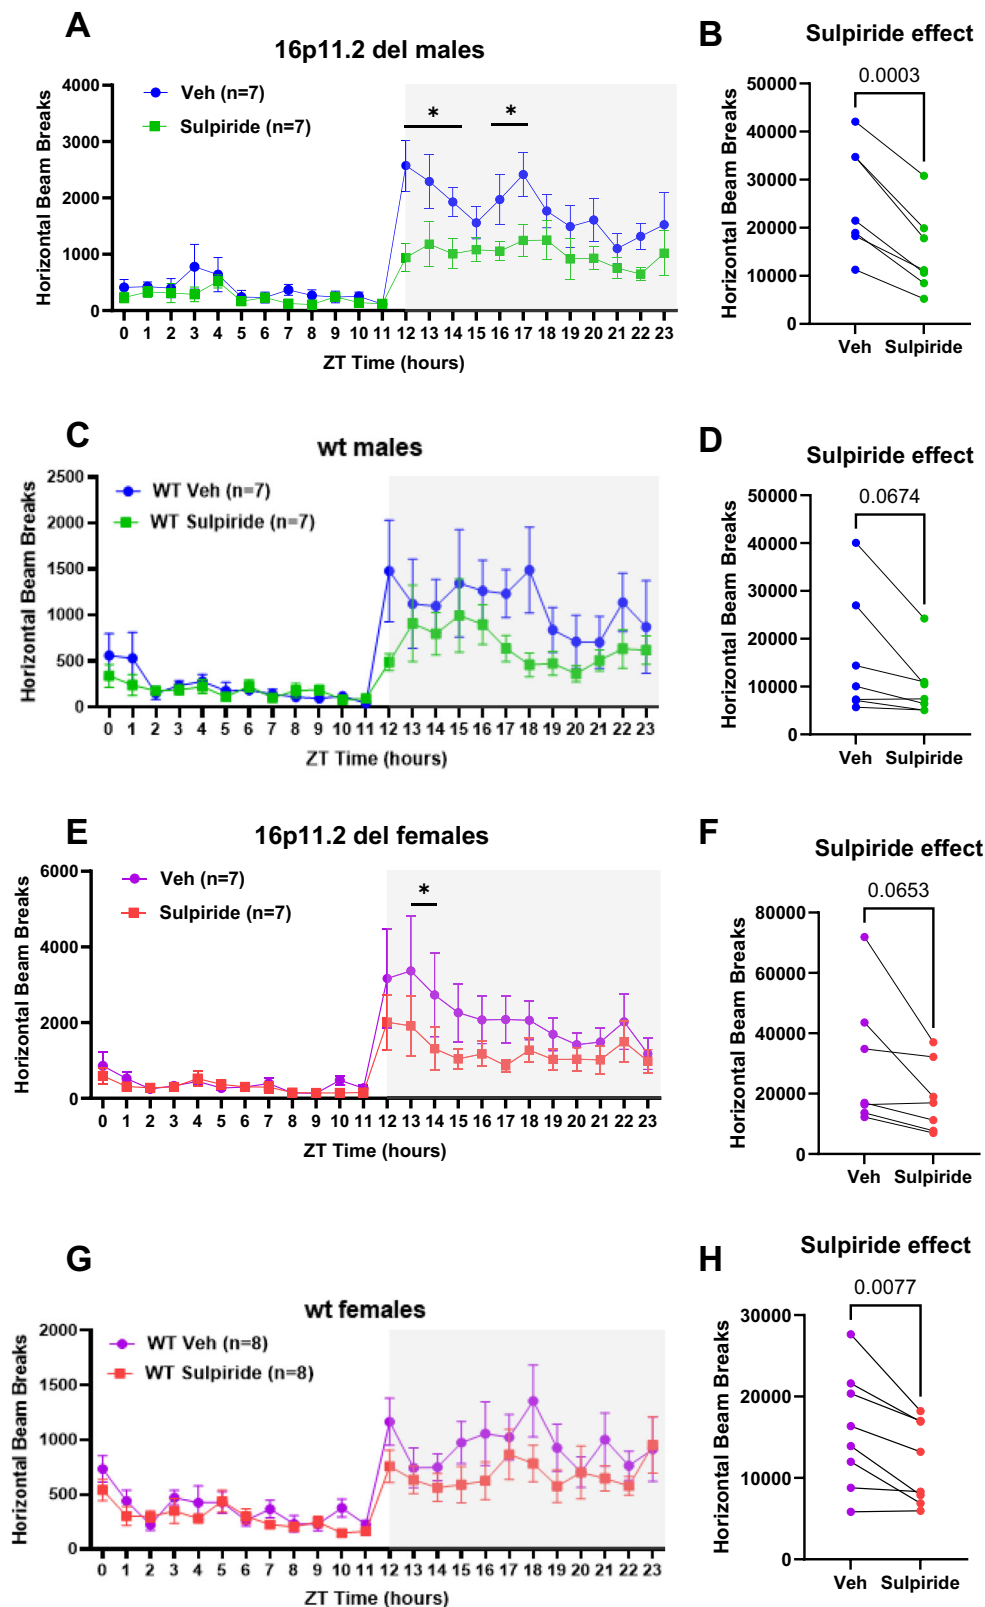 A
16p11.2 del males
Horizontal Beam Breaks
4000
3000
2000
1000
0
Veh (n=7)
Sulpiride (n=7)
* *
0 1 2 3 4 5 6 7 8 9 10 11 12 13 14 15 16 17 18 19 20 21 22 23
ZT Time (hours)
B
Sulpiride effect
0.0003
Horizontal Beam Breaks
50000
40000
30000
20000
10000
0
Veh Sulpiride
C
wt males
Horizontal Beam Breaks
2500
2000
1500
1000
500
0
WT Veh (n=7)
WT Sulpiride (n=7)
0 1 2 3 4 5 6 7 8 9 10 11 12 13 14 15 16 17 18 19 20 21 22 23
ZT Time (hours)
D
Sulpiride effect
0.0674
Horizontal Beam Breaks
50000
40000
30000
20000
10000
0
Veh Sulpiride
E
16p11.2 del females
Horizontal Beam Breaks
6000
4000
2000
0
Veh (n=7)
Sulpiride (n=7)
*
0 1 2 3 4 5 6 7 8 9 10 11 12 13 14 15 16 17 18 19 20 21 22 23
ZT Time (hours)
F
Sulpiride effect
0.0653
Horizontal Beam Breaks
80000
60000
40000
20000
0
Veh Sulpiride
G
wt females
Horizontal Beam Breaks
2000
1500
1000
500
0
WT Veh (n=8)
WT Sulpiride (n=8)
0 1 2 3 4 5 6 7 8 9 10 11 12 13 14 15 16 17 18 19 20 21 22 23
ZT Time (hours)
H
Sulpiride effect
0.0077
Horizontal Beam Breaks
30000
20000
10000
0
Veh Sulpiride